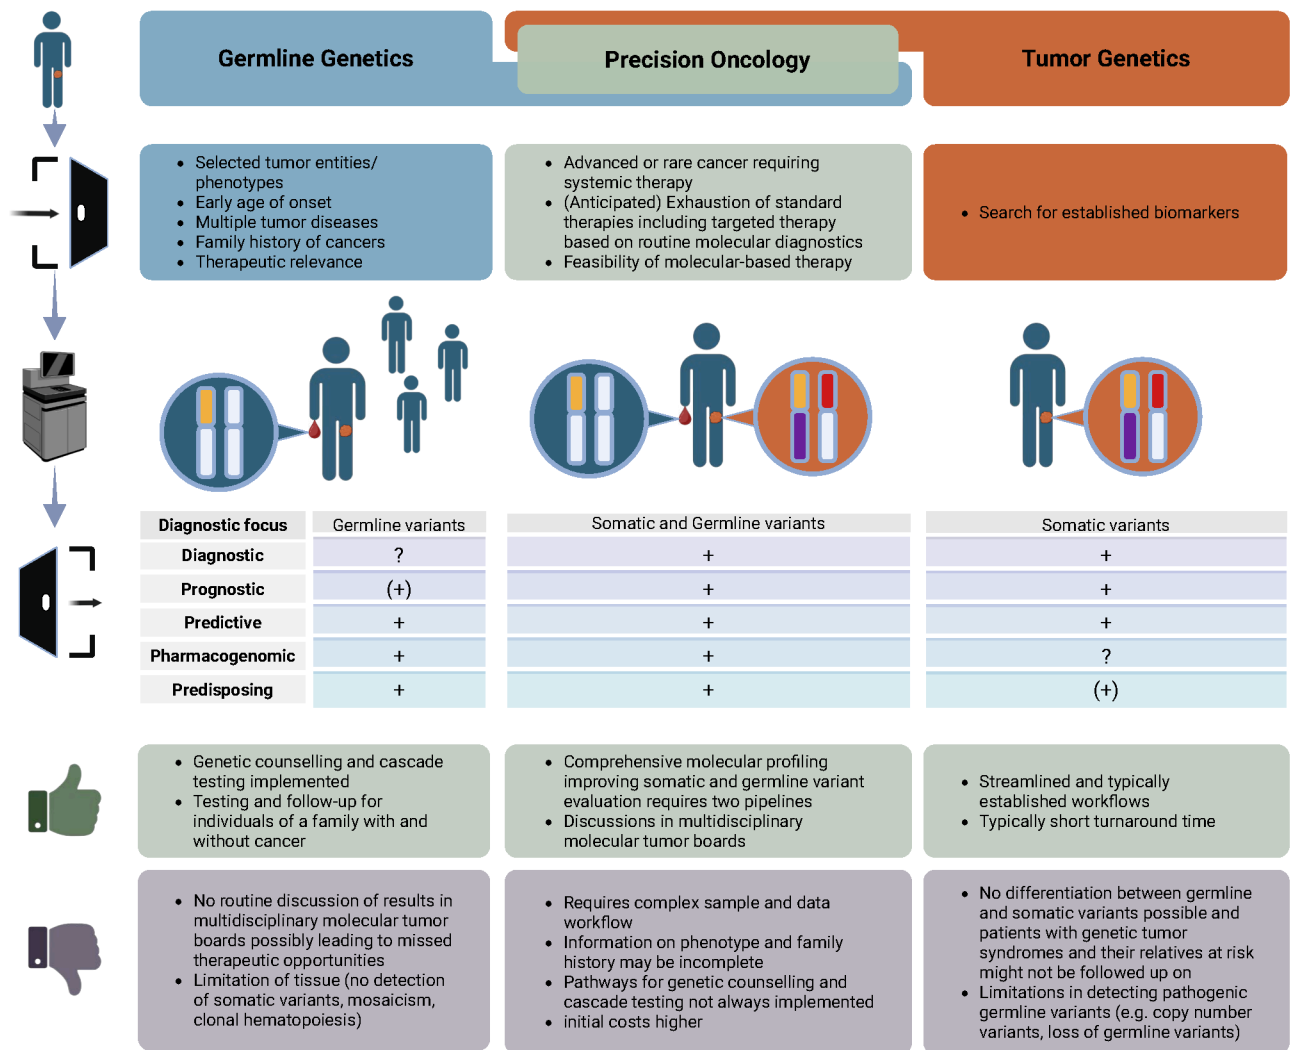 Germline Genetics
Precision Oncology
Tumor Genetics
• Selected tumor entities/
phenotypes
• Early age of onset
• Multiple tumor diseases
• Family history of cancers
• Therapeutic relevance
• Advanced or rare cancer requiring
systemic therapy
• (Anticipated) Exhaustion of standard
therapies including targeted therapy
based on routine molecular diagnostics
• Feasibility of molecular-based therapy
• Search for established biomarkers
Diagnostic focus Germline variants Somatic and Germline variants Somatic variants
Diagnostic ? + +
Prognostic (+) + +
Predictive + + +
Pharmacogenomic + + ?
Predisposing + + (+)
• Genetic counselling and cascade
testing implemented
• Testing and follow-up for
individuals of a family with and
without cancer
• Comprehensive molecular profiling
improving somatic and germline variant
evaluation requires two pipelines
• Discussions in multidisciplinary
molecular tumor boards
• Streamlined and typically
established workflows
• Typically short turnaround time
• No routine discussion of results in
multidisciplinary molecular tumor
boards possibly leading to missed
therapeutic opportunities
• Limitation of tissue (no detection
of somatic variants, mosaicism,
clonal hematopoiesis)
• Requires complex sample and data
workflow
• Information on phenotype and family
history may be incomplete
• Pathways for genetic counselling and
cascade testing not always implemented
• initial costs higher
• No differentiation between germline
and somatic variants possible and
patients with genetic tumor
syndromes and their relatives at risk
might not be followed up on
• Limitations in detecting pathogenic
germline variants (e.g. copy number
variants, loss of germline variants)